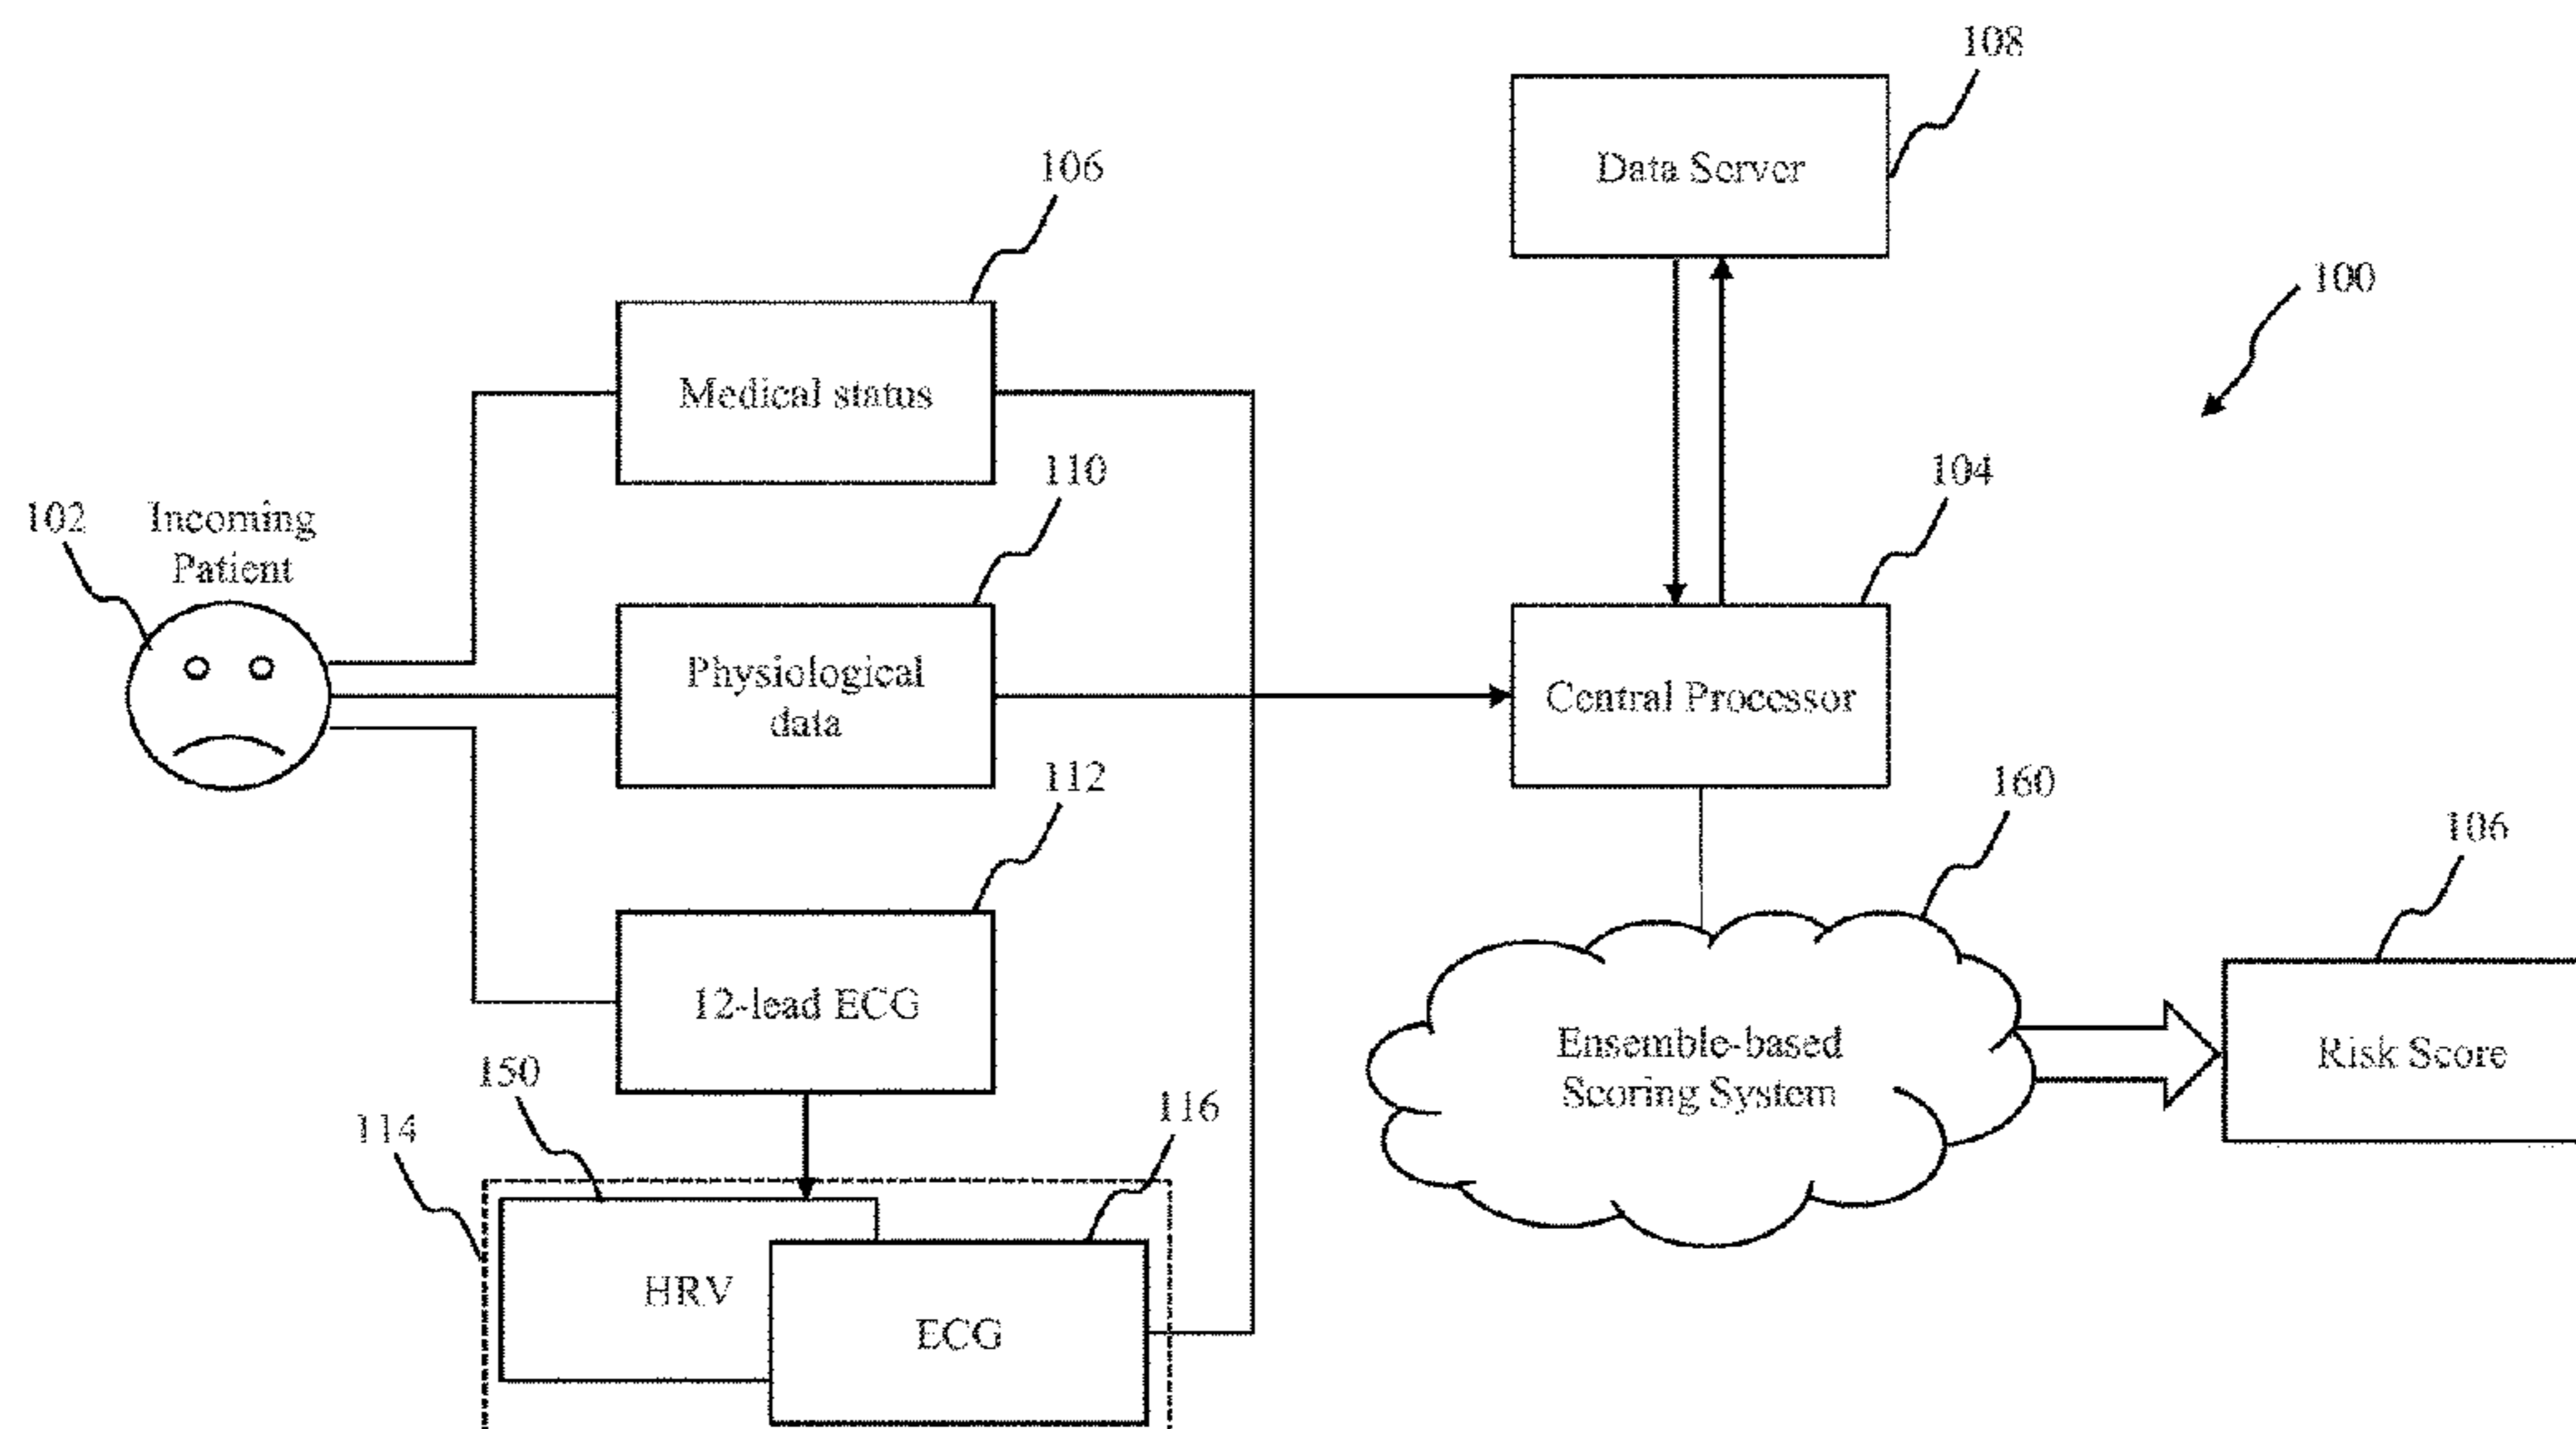 108
Data Server
106
100
Medical status
110
104
102
Incoming
Patient
Physiological
data
Central Processor
112
160
106
12-lead ECG
Ensemble-based
Scoring System
Risk Score
150
114
116
HRV
ECG